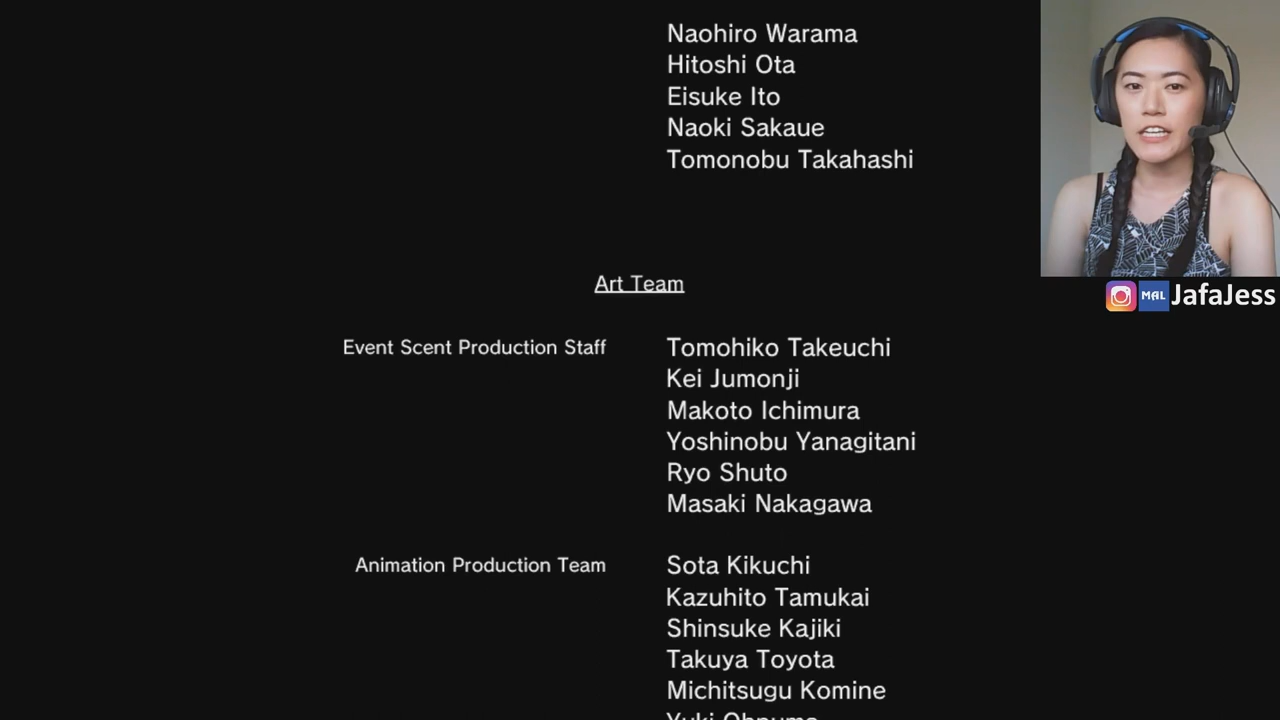 Naohiro Warama
Hitoshi Ota
Eisuke Ito
Naoki Sakaue
Tomonobu Takahashi
MAL JafaJess
Art Team
Event Scent Production Staff
Tomohiko Takeuchi
Kei Jumonji
Makoto Ichimura
Yoshinobu Yanagitani
Ryo Shuto
Masaki Nakagawa
Animation Production Team
Sota Kikuchi
Kazuhito Tamukai
Shinsuke Kajiki
Takuya Toyota
Michitsugu Komine